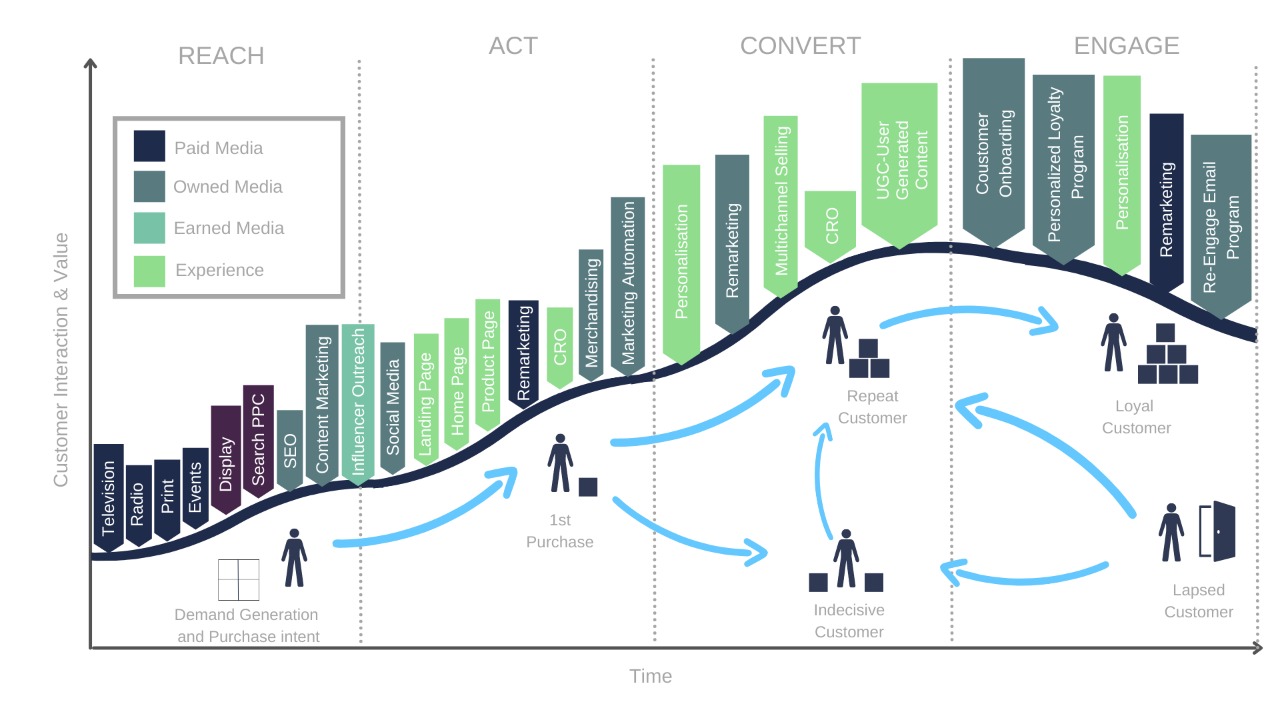 REACH
ACT
CONVERT
ENGAGE
Paid Media
Owned Media
Earned Media
Experience
Customer Interaction & Value
Television
Radio
Print
Events
Display
Search PPC
SEO
Content Marketing
Influencer Outreach
Social Media
Landing Page
Home Page
Product Page
Remarketing
CRO
Merchandising
Marketing Automation
Personalisation
Remarketing
Multichannel Selling
CRO
UGC-User
Generated
Content
Coustomer
Onboarding
Personalized Loyalty
Program
Personalisation
Remarketing
Re-Engage Email
Program
Demand Generation
and Purchase intent
1st
Purchase
Repeat
Customer
Indecisive
Customer
Loyal
Customer
Lapsed
Customer
Time